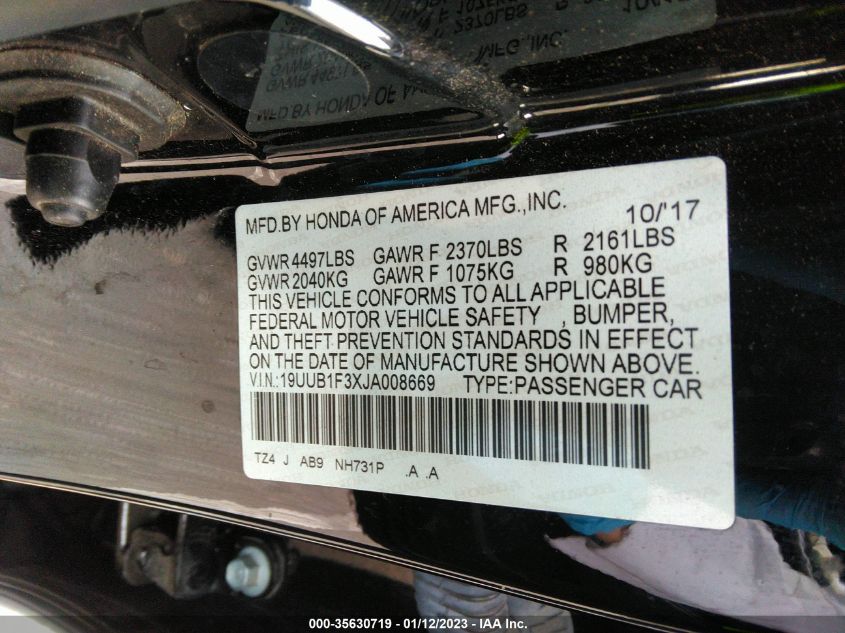 MFD.BY HONDA OF AMERICA MFG.,INC. 10/'17
GVWR 4497LBS GAWR F 2370LBS R 2161LBS
GVWR 2040KG GAWR F 1075KG R 980KG
THIS VEHICLE CONFORMS TO ALL APPLICABLE
FEDERAL MOTOR VEHICLE SAFETY , BUMPER,
AND THEFT PREVENTION STANDARDS IN EFFECT
ON THE DATE OF MANUFACTURE SHOWN ABOVE.
V.I.N.:19UUB1F3XJA008669 TYPE:PASSENGER CAR
TZ4 J AB9 NH731P .A .A
000-35630719 - 01/12/2023 - Copyright © IAA, Inc.